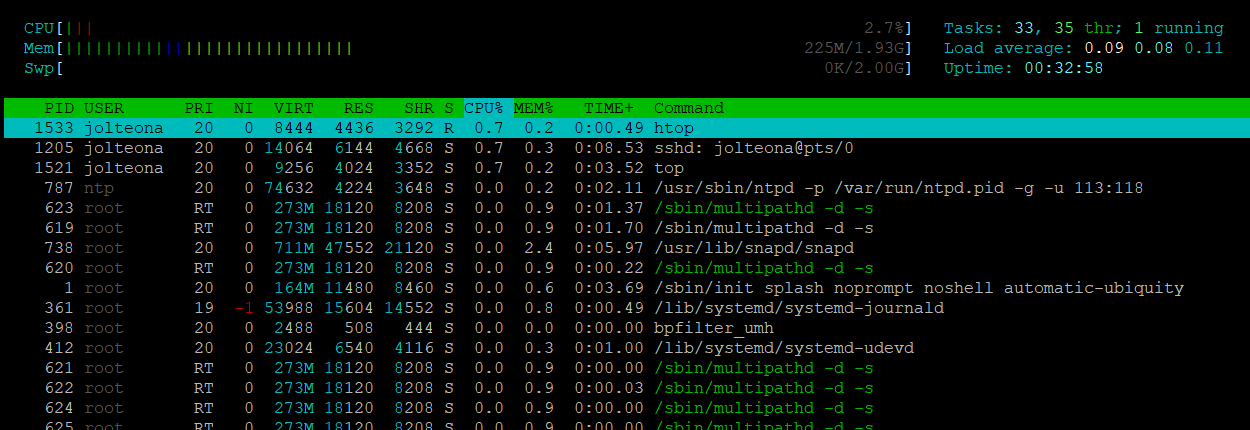 CPU[||| 2.7%] Tasks: 33, 35 thr; 1 running
Mem[||||||||||||||||||||||||||||| 225M/1.93G] Load average: 0.09 0.08 0.11
Swp[ 0K/2.00G] Uptime: 00:32:58
PID USER PRI NI VIRT RES SHR S CPU% MEM% TIME+ Command
1533 jolteona 20 0 8444 4436 3292 R 0.7 0.2 0:00.49 htop
1205 jolteona 20 0 14064 6144 4668 S 0.7 0.3 0:08.53 sshd: jolteona@pts/0
1521 jolteona 20 0 9256 4024 3352 S 0.7 0.2 0:03.52 top
787 ntp 20 0 74632 4224 3648 S 0.0 0.2 0:02.11 /usr/sbin/ntpd -p /var/run/ntpd.pid -g -u 113:118
623 root RT 0 273M 18120 8208 S 0.0 0.9 0:01.37 /sbin/multipathd -d -s
619 root RT 0 273M 18120 8208 S 0.0 0.9 0:01.70 /sbin/multipathd -d -s
738 root 20 0 711M 47552 21120 S 0.0 2.4 0:05.97 /usr/lib/snapd/snapd
620 root RT 0 273M 18120 8208 S 0.0 0.9 0:00.22 /sbin/multipathd -d -s
1 root 20 0 164M 11480 8460 S 0.0 0.6 0:03.69 /sbin/init splash noprompt noshell automatic-ubiquity
361 root 19 -1 53988 15604 14552 S 0.0 0.8 0:00.49 /lib/systemd/systemd-journald
398 root 20 0 2488 508 444 S 0.0 0.0 0:00.00 bpfilter_umh
412 root 20 0 23024 6540 4116 S 0.0 0.3 0:01.00 /lib/systemd/systemd-udevd
621 root RT 0 273M 18120 8208 S 0.0 0.9 0:00.00 /sbin/multipathd -d -s
622 root RT 0 273M 18120 8208 S 0.0 0.9 0:00.03 /sbin/multipathd -d -s
624 root RT 0 273M 18120 8208 S 0.0 0.9 0:00.00 /sbin/multipathd -d -s
625 root RT 0 273M 18120 8208 S 0.0 0.9 0:00.00 /sbin/multipathd -d -s